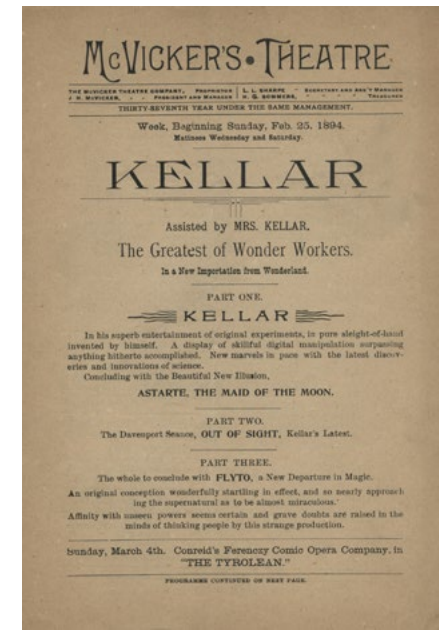 McVICKER'S • THEATRE
THE McVICKER THEATRE COMPANY, PROPRIETOR | L. L. SHARPE - SECRETARY AND ASS'T MANAGER
J. H. McVICKER, - - PRESIDENT AND MANAGER | H. G. SOMMERS, - - - TREASURER
THIRTY-SEVENTH YEAR UNDER THE SAME MANAGEMENT.
Week, Beginning Sunday, Feb. 25, 1894.
Matinees Wednesday and Saturday.
KELLAR
Assisted by MRS. KELLAR,
The Greatest of Wonder Workers.
In a New Importation from Wonderland.
PART ONE.
KELLAR
In his superb entertainment of original experiments, in pure sleight-of-hand
invented by himself. A display of skillful digital manipulation surpassing
anything hitherto accomplished. New marvels in pace with the latest discov-
eries and innovations of science.
Concluding with the Beautiful New Illusion,
ASTARTE, THE MAID OF THE MOON.
PART TWO.
The Davenport Seance, OUT OF SIGHT, Kellar's Latest.
PART THREE.
The whole to conclude with FLYTO, a New Departure in Magic.
An original conception wonderfully startling in effect, and so nearly approach
ing the supernatural as to be almost miraculous.
Affinity with unseen powers seems certain and grave doubts are raised in the
minds of thinking people by this strange production.
Sunday, March 4th. Conreid's Ferenczy Comic Opera Company, in
"THE TYROLEAN."
PROGRAMME CONTINUED ON NEXT PAGE.